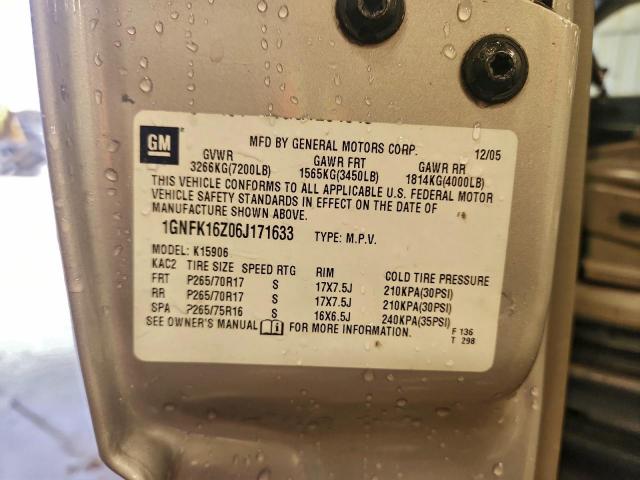 GM
MFD BY GENERAL MOTORS CORP. 12/05
GVWR GAWR FRT GAWR RR
3266KG(7200LB) 1565KG(3450LB) 1814KG(4000LB)
THIS VEHICLE CONFORMS TO ALL APPLICABLE U.S. FEDERAL MOTOR
VEHICLE SAFETY STANDARDS IN EFFECT ON THE DATE OF
MANUFACTURE SHOWN ABOVE.
1GNFK16Z06J171633 TYPE: M.P.V.
MODEL: K15906
KAC2 TIRE SIZE SPEED RTG RIM COLD TIRE PRESSURE
FRT P265/70R17 S 17X7.5J 210KPA(30PSI)
RR P265/70R17 S 17X7.5J 210KPA(30PSI)
SPA P265/75R16 S 16X6.5J 240KPA(35PSI)
SEE OWNER'S MANUAL FOR MORE INFORMATION.
F 136
T 298